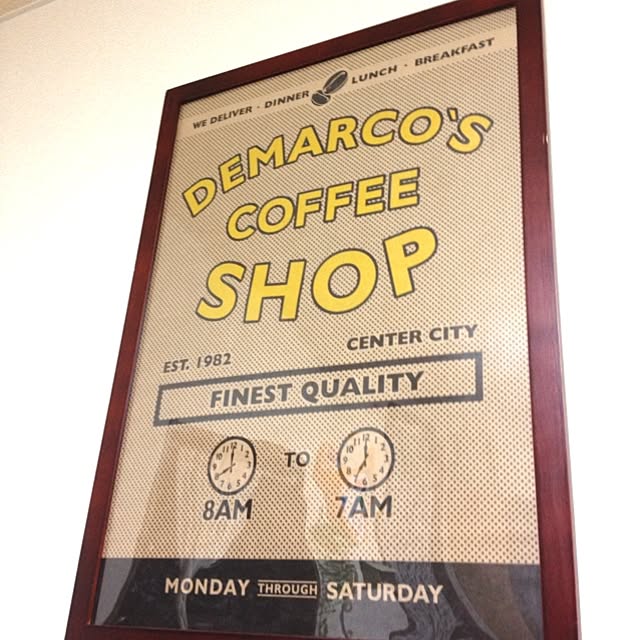 WE DELIVER · DINNER LUNCH · BREAKFAST
DEMARCO'S
COFFEE
SHOP
EST. 1982 CENTER CITY
FINEST QUALITY
TO
8AM 7AM
MONDAY THROUGH SATURDAY